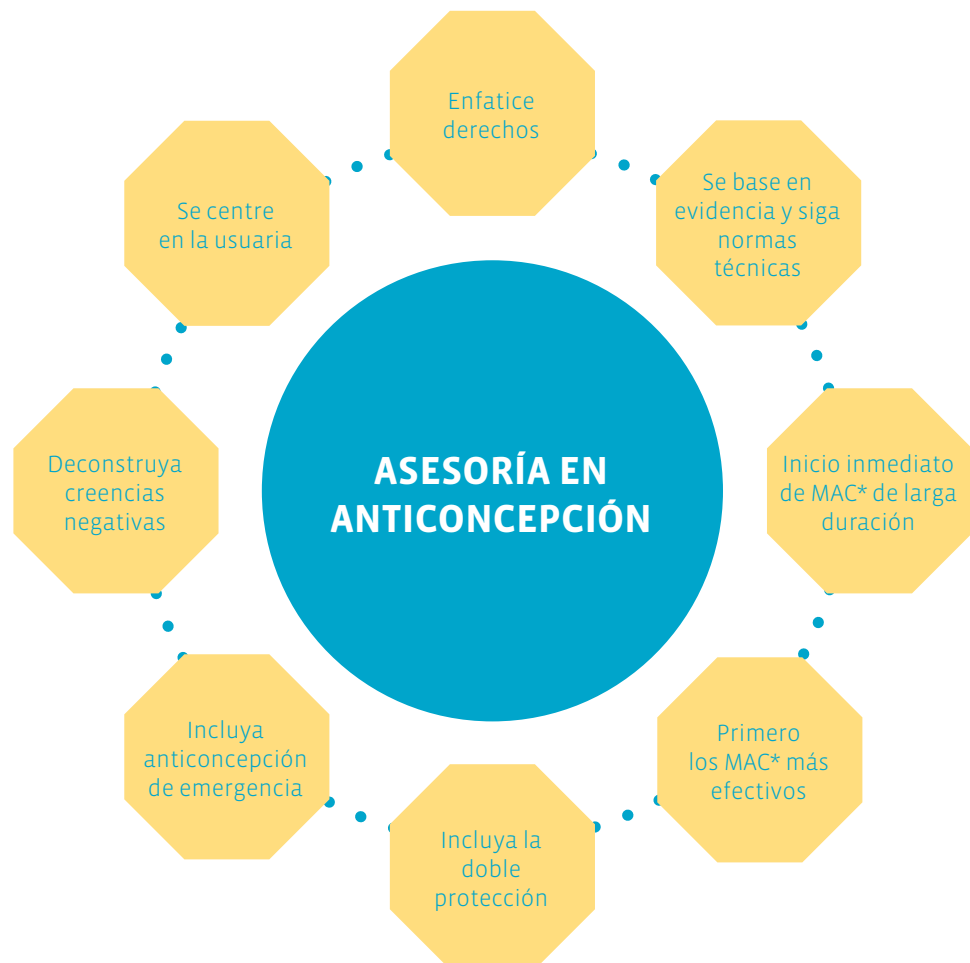 Enfatice
derechos
Se base en
evidencia y siga
normas
técnicas
Inicio inmediato
de MAC* de larga
duración
Primero
los MAC* más
efectivos
Incluya la
doble
protección
Incluya
anticoncepción
de emergencia
Deconstruya
creencias
negativas
Se centre
en la usuaria
ASESORÍA EN
ANTICONCEPCIÓN